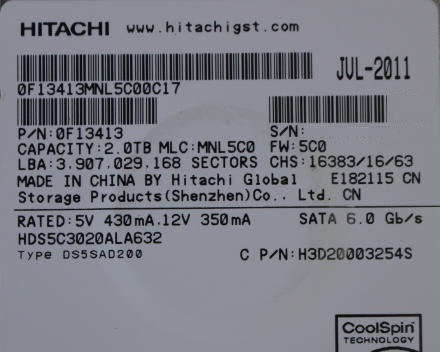 HITACHI www.hitachigst.com
JUL-2011
0F13413MNL5C00C17
P/N:0F13413 S/N:
CAPACITY:2.0TB MLC:MNL5C0 FW:5C0
LBA:3.907.029.168 SECTORS CHS:16383/16/63
MADE IN CHINA BY Hitachi Global E182115 CN
Storage Products(Shenzhen)Co., Ltd. CN
RATED:5V 430mA.12V 350mA SATA 6.0 Gb/s
HDS5C3020ALA632
Type DS5SAD200 C P/N:H3D20003254S
CoolSpin™
TECHNOLOGY